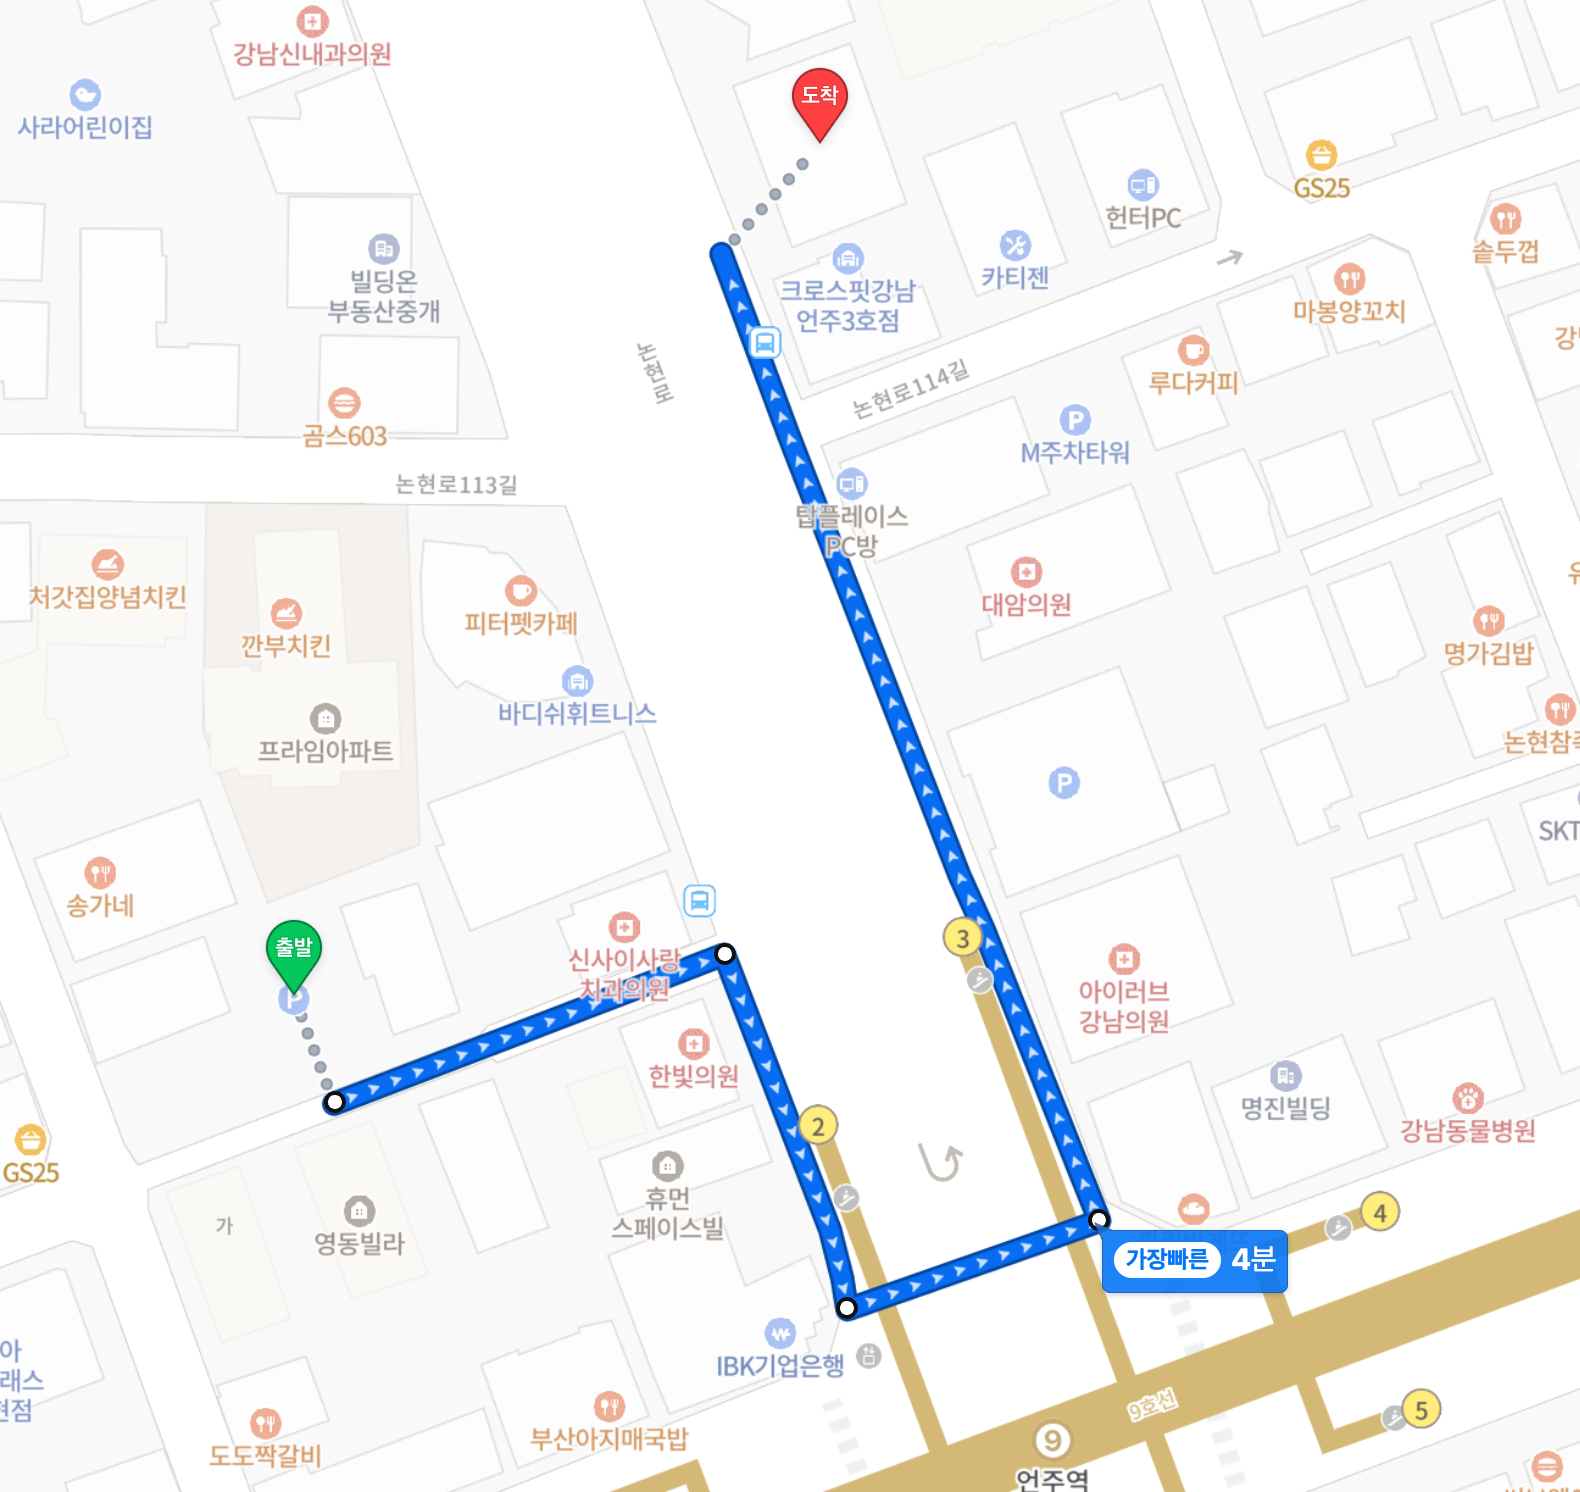 강남신내과의원
도착
사라어린이집
GS25
헌터PC
솥두껍
빌딩온
부동산중개
크로스핏강남
언주3호점
카티젠
마봉양꼬치
논현로
루다커피
논현로114길
곰스603
M주차타워
P
논현로113길
탑플레이스
PC방
처갓집양념치킨
깐부치킨
피터펫카페
대암의원
명가김밥
바디쉬휘트니스
프라임아파트
P
SKT
송가네
출발
P
신사이사랑
치과의원
3
아이러브
강남의원
한빛의원
명진빌딩
강남동물병원
2
GS25
가
영동빌라
휴먼
스페이스빌
4
가장빠른 4분
IBK기업은행
도도짝갈비
부산아지매국밥
9호선
5
9
언주역